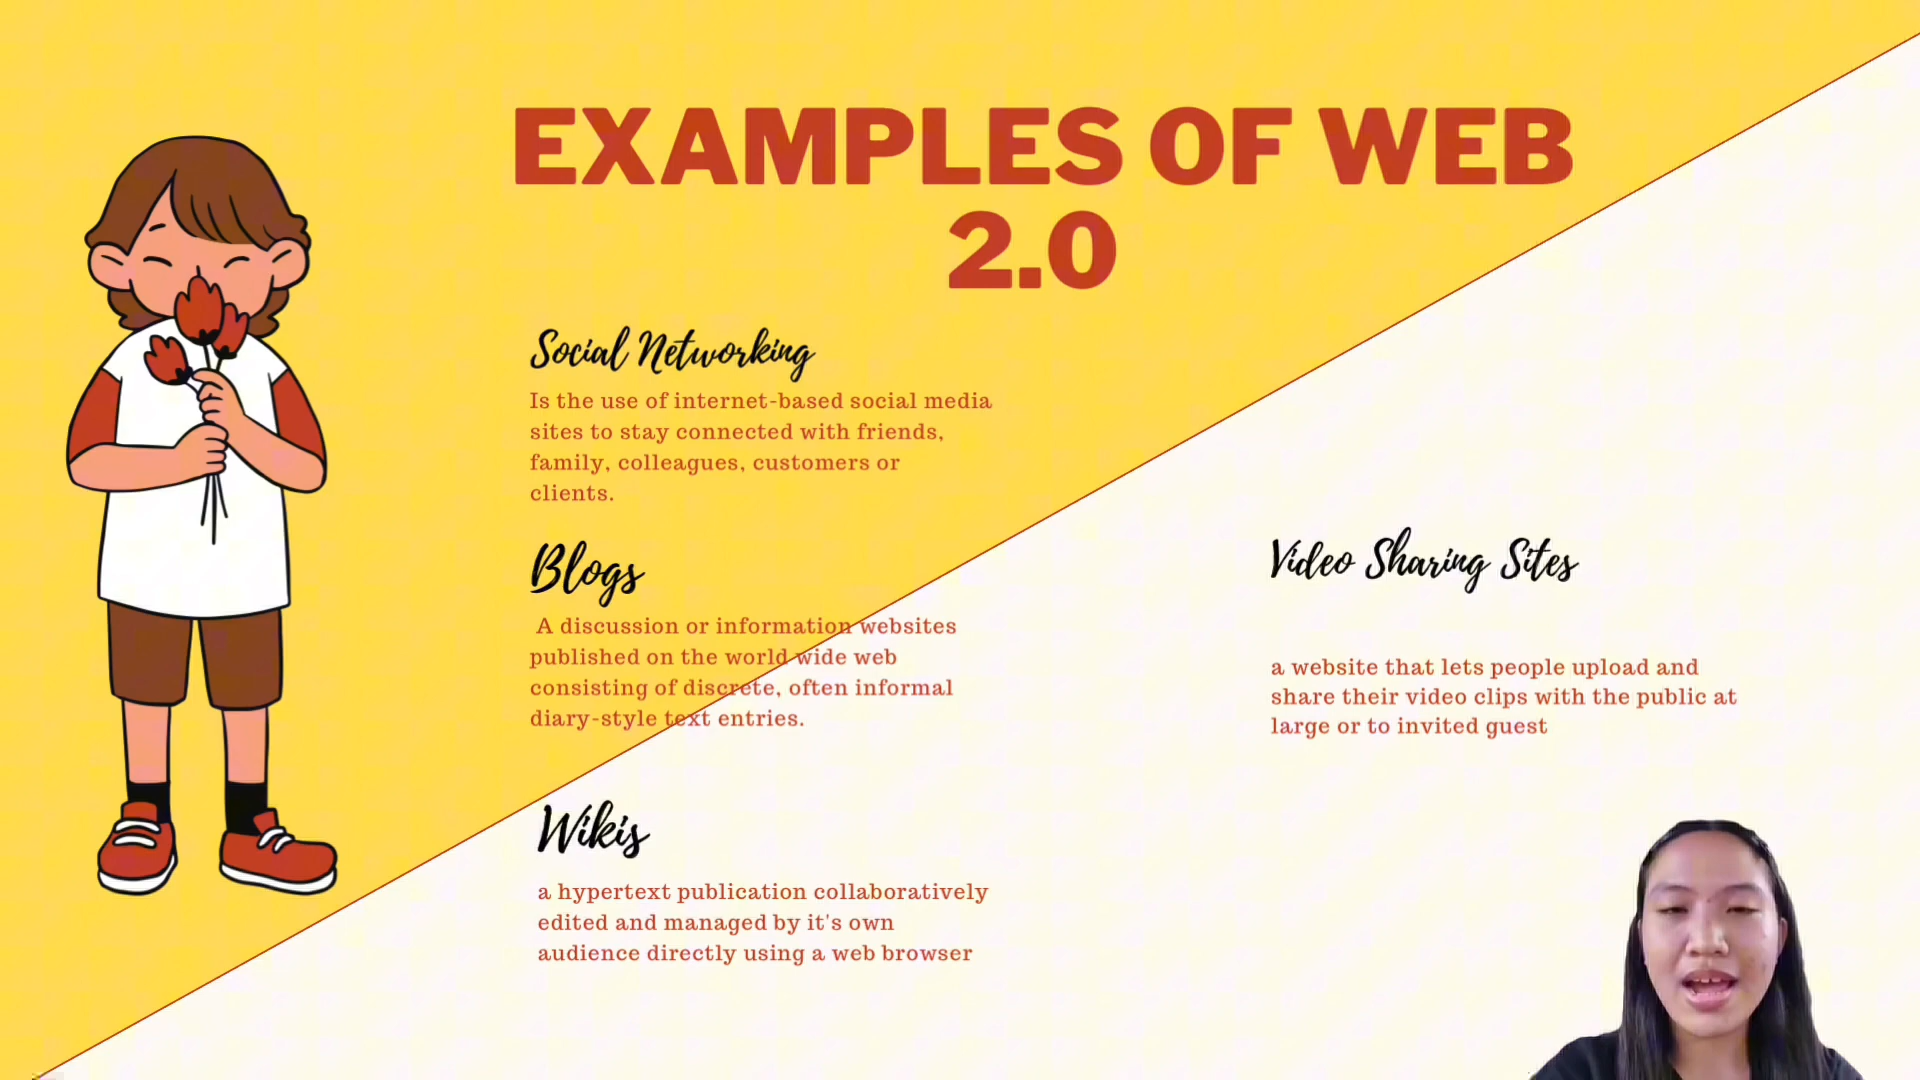 EXAMPLES OF WEB
2.0
Social Networking
Is the use of internet-based social media
sites to stay connected with friends,
family, colleagues, customers or
clients.
Blogs
A discussion or information websites
published on the world wide web
consisting of discrete, often informal
diary-style text entries.
Wikis
a hypertext publication collaboratively
edited and managed by it's own
audience directly using a web browser
Video Sharing Sites
a website that lets people upload and
share their video clips with the public at
large or to invited guest